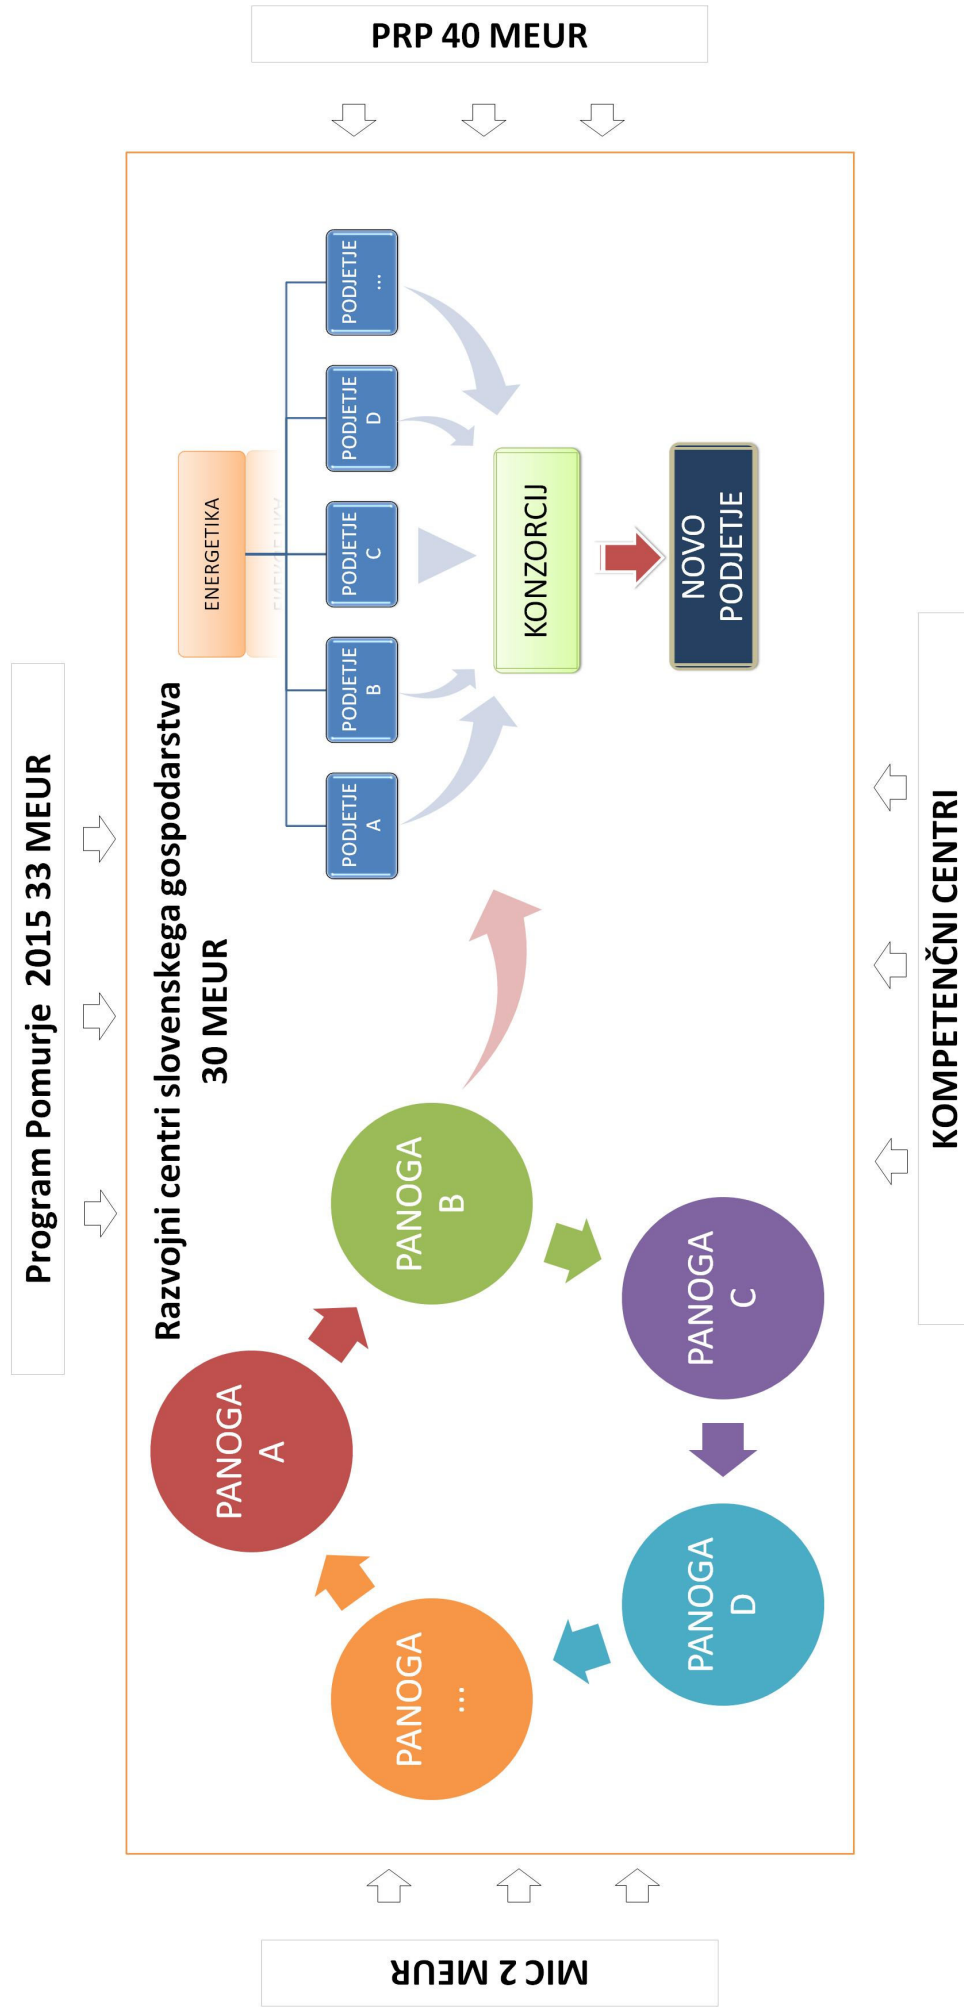 Program Pomurje 2015 33 MEUR
MIC 2 MEUR
Razvojni centri slovenskega gospodarstva
30 MEUR
PANOGA
A
PANOGA
B
PANOGA
C
PANOGA
D
PANOGA
...
ENERGETIKA
PODJETJE
A
PODJETJE
B
PODJETJE
C
PODJETJE
D
PODJETJE
...
KONZORCIJ
NOVO
PODJETJE
PRP 40 MEUR
KOMPETENČNI CENTRI